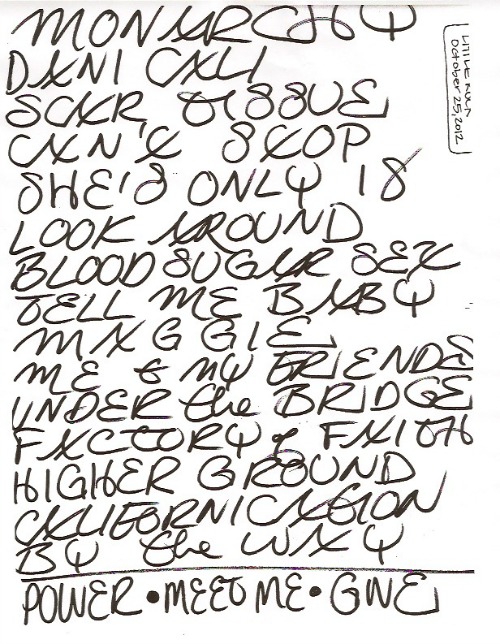 MONARCHY
DANI CALI
SCAR TISSUE
CAN'T STOP
SHE'S ONLY 18
LOOK AROUND
BLOOD SUGAR SEX
TELL ME BABY
MAGGIE
ME & MY FRIENDS
UNDER the BRIDGE
FACTORY of FAITH
HIGHER GROUND
CALIFORNICATION
BY the WAY
POWER • MEET ME • GIVE
LITTLE ROCK
October 25, 2012